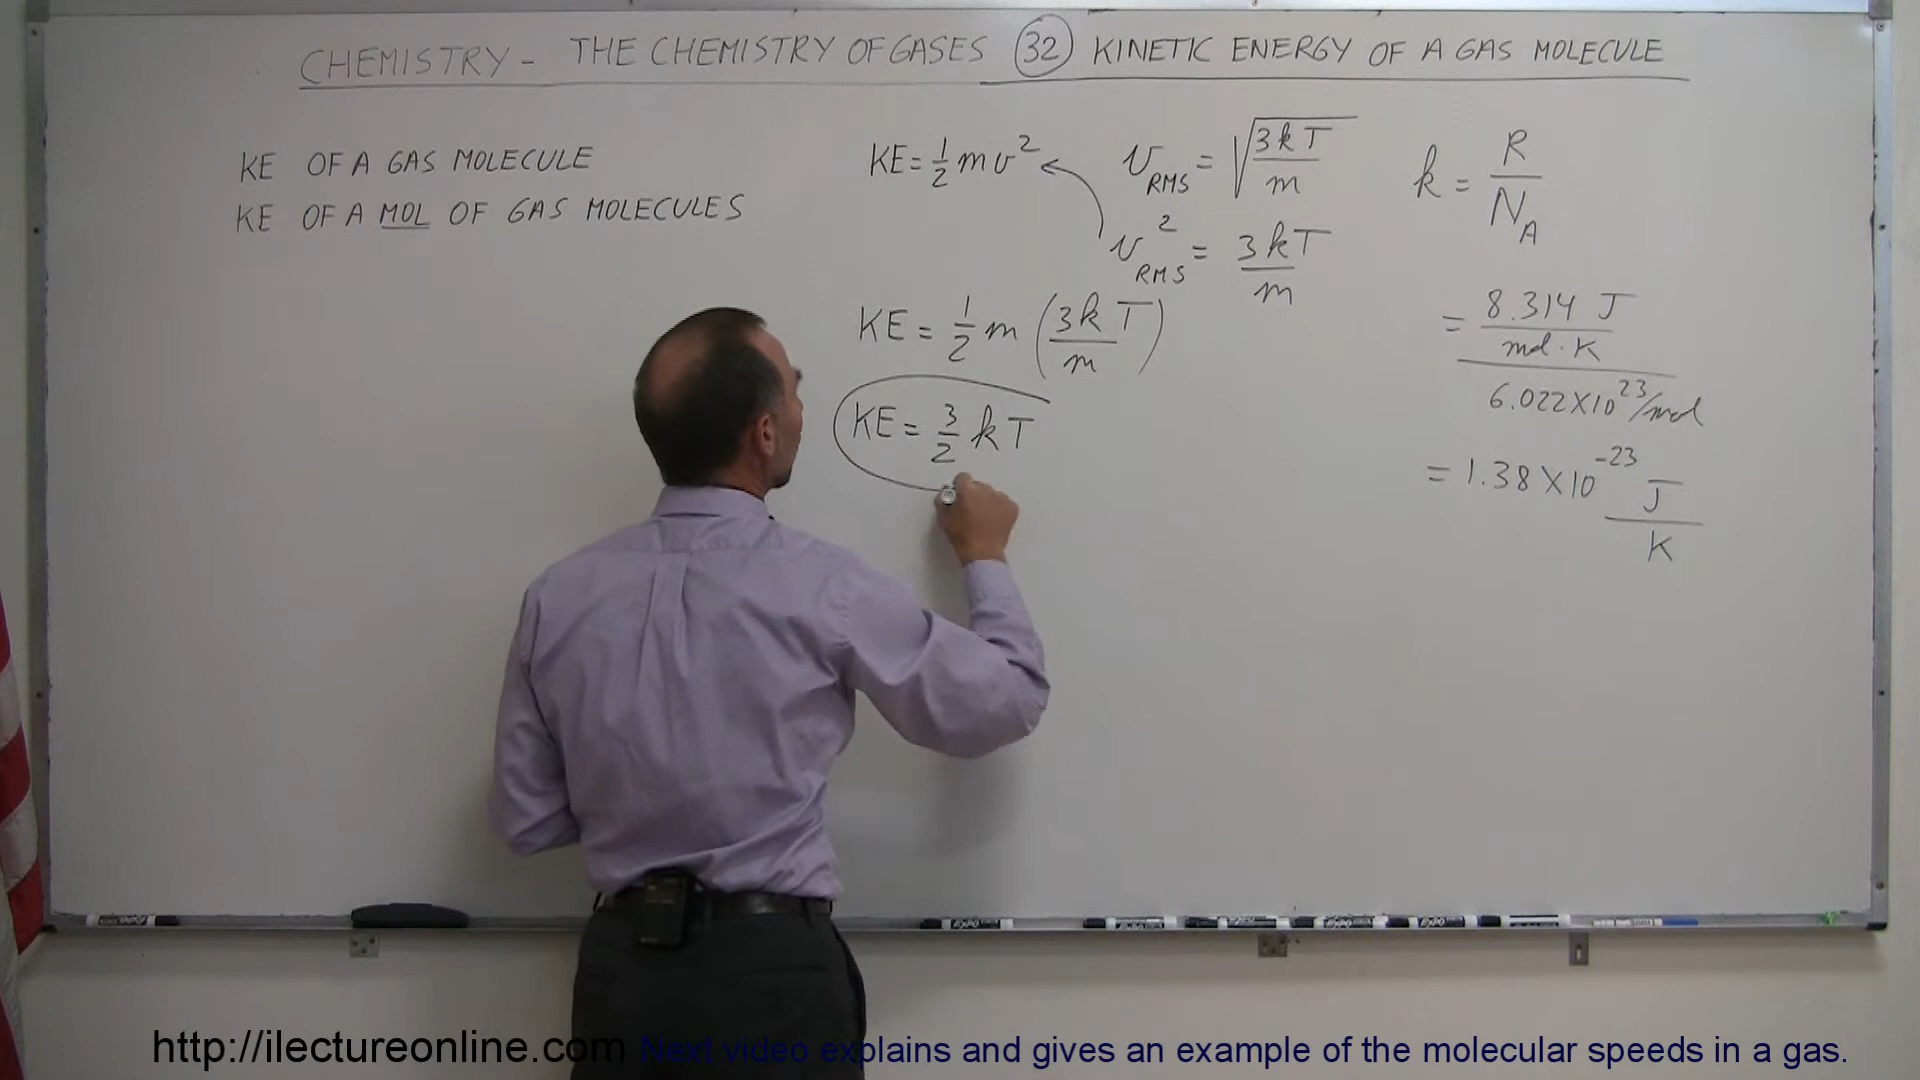 CHEMISTRY - THE CHEMISTRY OF GASES 32 KINETIC ENERGY OF A GAS MOLECULE
KE OF A GAS MOLECULE
KE OF A MOL OF GAS MOLECULES
KE = 1/2 mv²
v_RMS = √(3kT/m)
v²_RMS = 3kT/m
KE = 1/2 m (3kT/m)
KE = 3/2 kT
k = R/N_A
= 8.314 J/mol·K
6.022×10²³/mol
= 1.38×10⁻²³ J/K
http://ilectureonline.com Next video explains and gives an example of the molecular speeds in a gas.